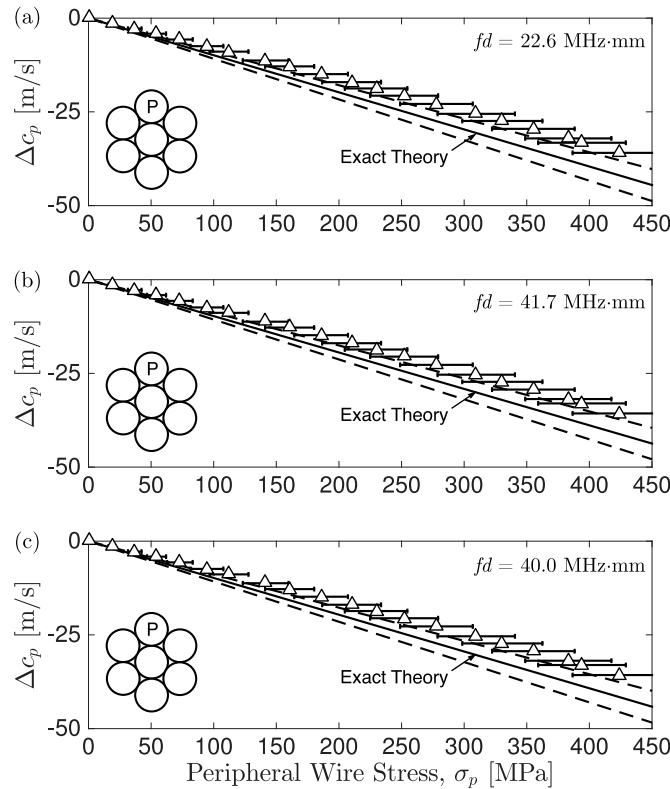 (a)
0
-25
-50
Δc_p [m/s]
fd = 22.6 MHz·mm
P
Exact Theory
0 50 100 150 200 250 300 350 400 450
(b)
0
-25
-50
Δc_p [m/s]
fd = 41.7 MHz·mm
P
Exact Theory
0 50 100 150 200 250 300 350 400 450
(c)
0
-25
-50
Δc_p [m/s]
fd = 40.0 MHz·mm
P
Exact Theory
0 50 100 150 200 250 300 350 400 450
Peripheral Wire Stress, σ_p [MPa]